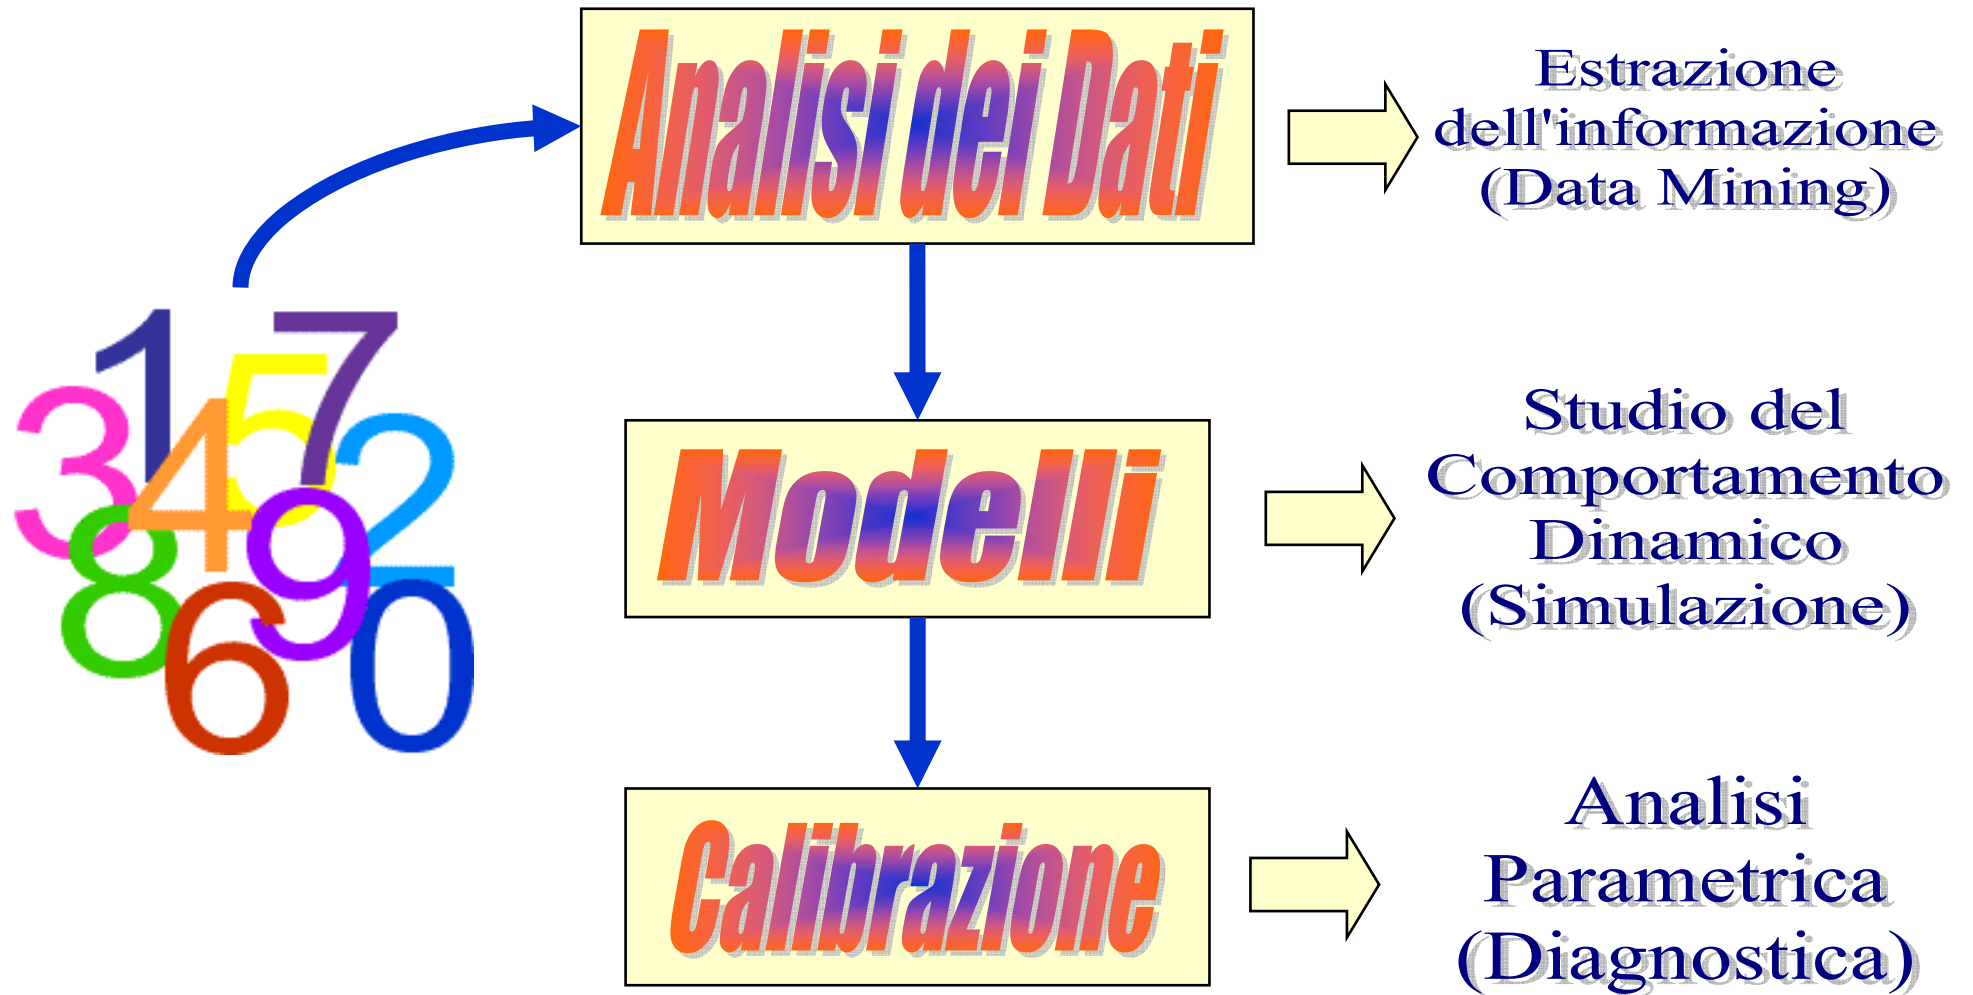 Analisi dei Dati
Estrazione
dell'informazione
(Data Mining)
1 7
3 4 5 2
8 6 9 0
Modelli
Studio del
Comportamento
Dinamico
(Simulazione)
Calibrazione
Analisi
Parametrica
(Diagnostica)